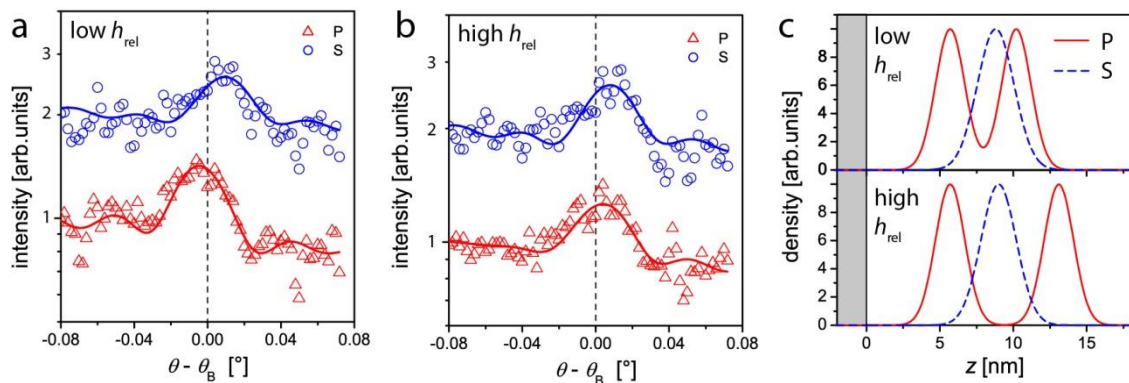 a
low h_rel
P
S
3
2
1
intensity [arb.units]
-0.08
-0.04
0.00
0.04
0.08
θ - θ_B [°]
b
high h_rel
P
S
3
2
1
intensity [arb.units]
-0.08
-0.04
0.00
0.04
0.08
θ - θ_B [°]
c
low
h_rel
P
S
10
8
6
4
2
0
high
h_rel
10
8
6
4
2
0
density [arb.units]
0
5
10
15
z [nm]